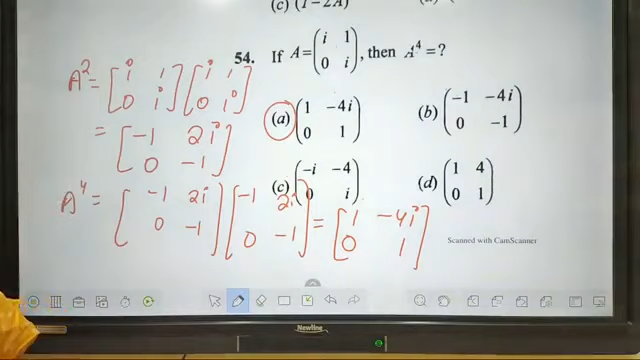 (c) (I − 2A)
54. If A = (i 1 0 i), then A⁴ = ?
A² = [i 1 0 i] [i 1 0 i]
(a) (1 −4i 0 1)
(b) (−1 −4i 0 −1)
= [−1 2i 0 −1]
(c) (−i −4 0 i)
(d) (1 4 0 1)
A⁴ = [−1 2i 0 −1] [−1 2i 0 −1] = [1 −4i 0 1]
Scanned with CamScanner
Newline